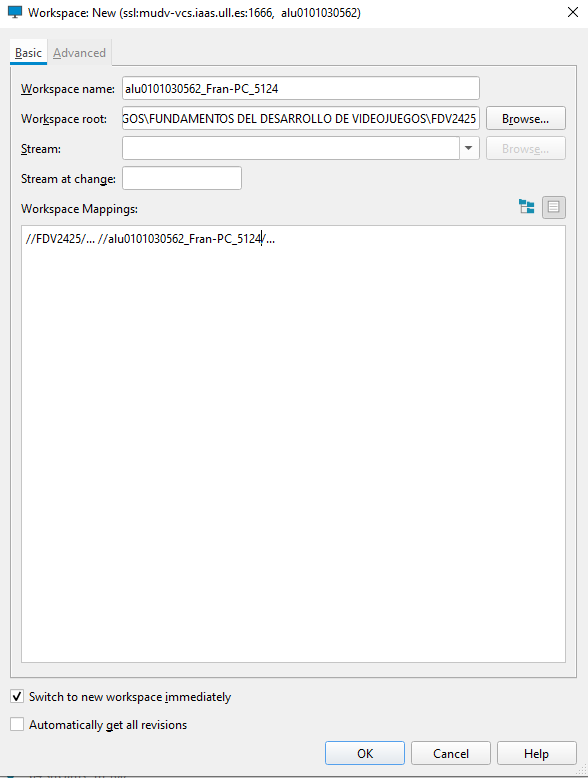 Workspace: New (ssl:mudv-vcs.iaas.ull.es:1666, alu0101030562)
Basic Advanced
Workspace name: alu0101030562_Fran-PC_5124
Workspace root: GOS\FUNDAMENTOS DEL DESARROLLO DE VIDEOJUEGOS\FDV2425 Browse...
Stream: Browse...
Stream at change:
Workspace Mappings:
//FDV2425/... //alu0101030562_Fran-PC_5124/...
Switch to new workspace immediately
Automatically get all revisions
OK Cancel Help